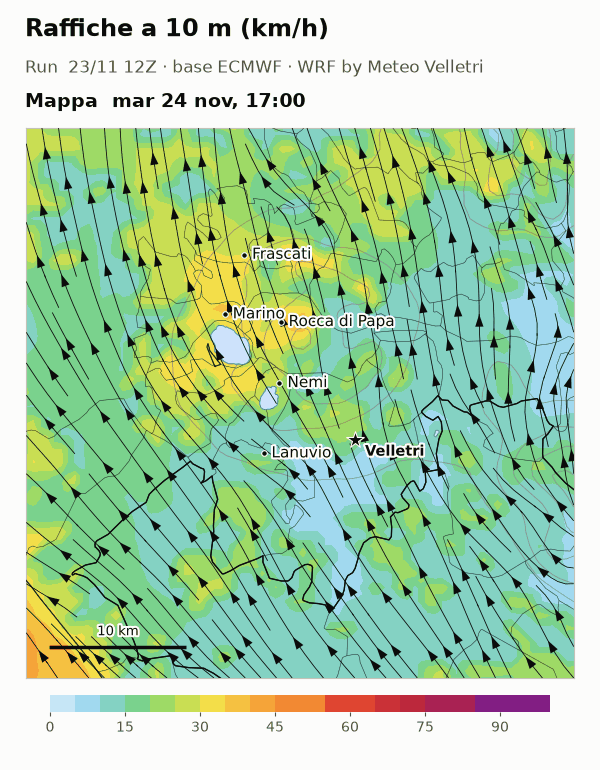 Raffiche a 10 m (km/h)
Run  23/11 12Z · base ECMWF · WRF by Meteo Velletri
Mappa  mar 24 nov, 17:00
Frascati
Marino
Rocca di Papa
Nemi
Velletri
Lanuvio
10 km
0 15 30 45 60 75 90